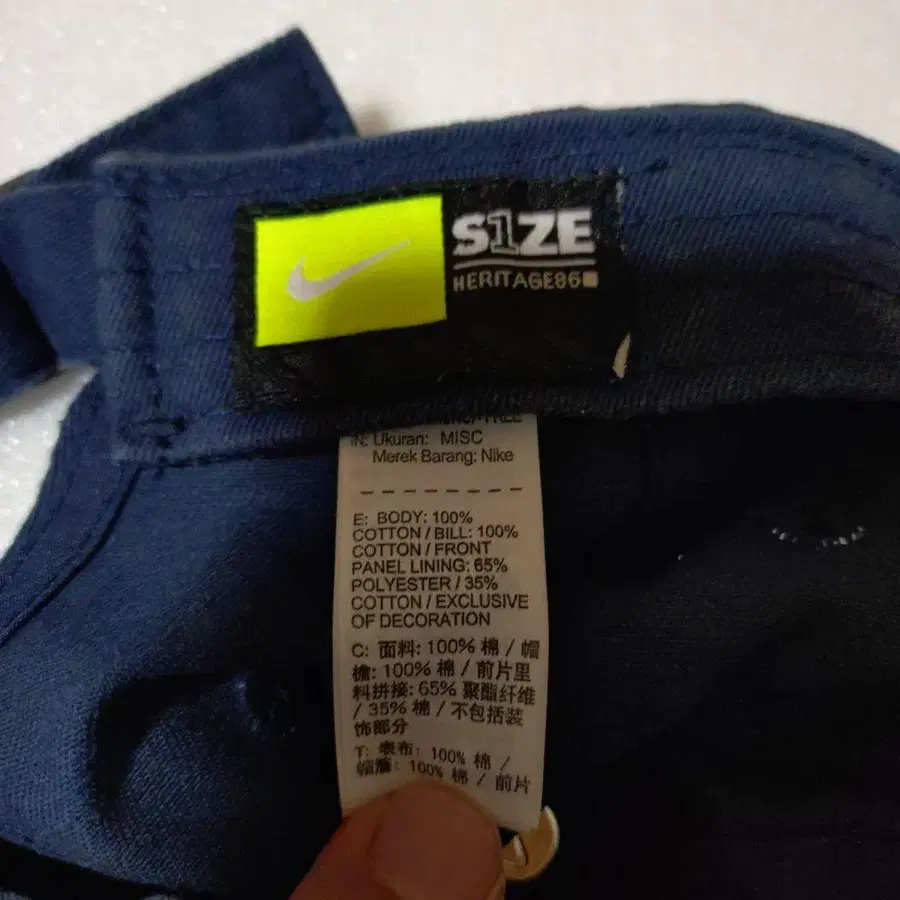 S1ZE
HERITAGE86
IN: Ukuran: MISC
Merek Barang: Nike
E: BODY: 100%
COTTON / BILL: 100%
COTTON / FRONT
PANEL LINING: 65%
POLYESTER / 35%
COTTON / EXCLUSIVE
OF DECORATION
C: 面料: 100% 棉 / 帽
檐: 100% 棉 / 前片里
料拼接: 65% 聚酯纤维
/ 35% 棉 / 不包括装
饰部分
T: 表布: 100% 棉 /
100% 棉 / 前片